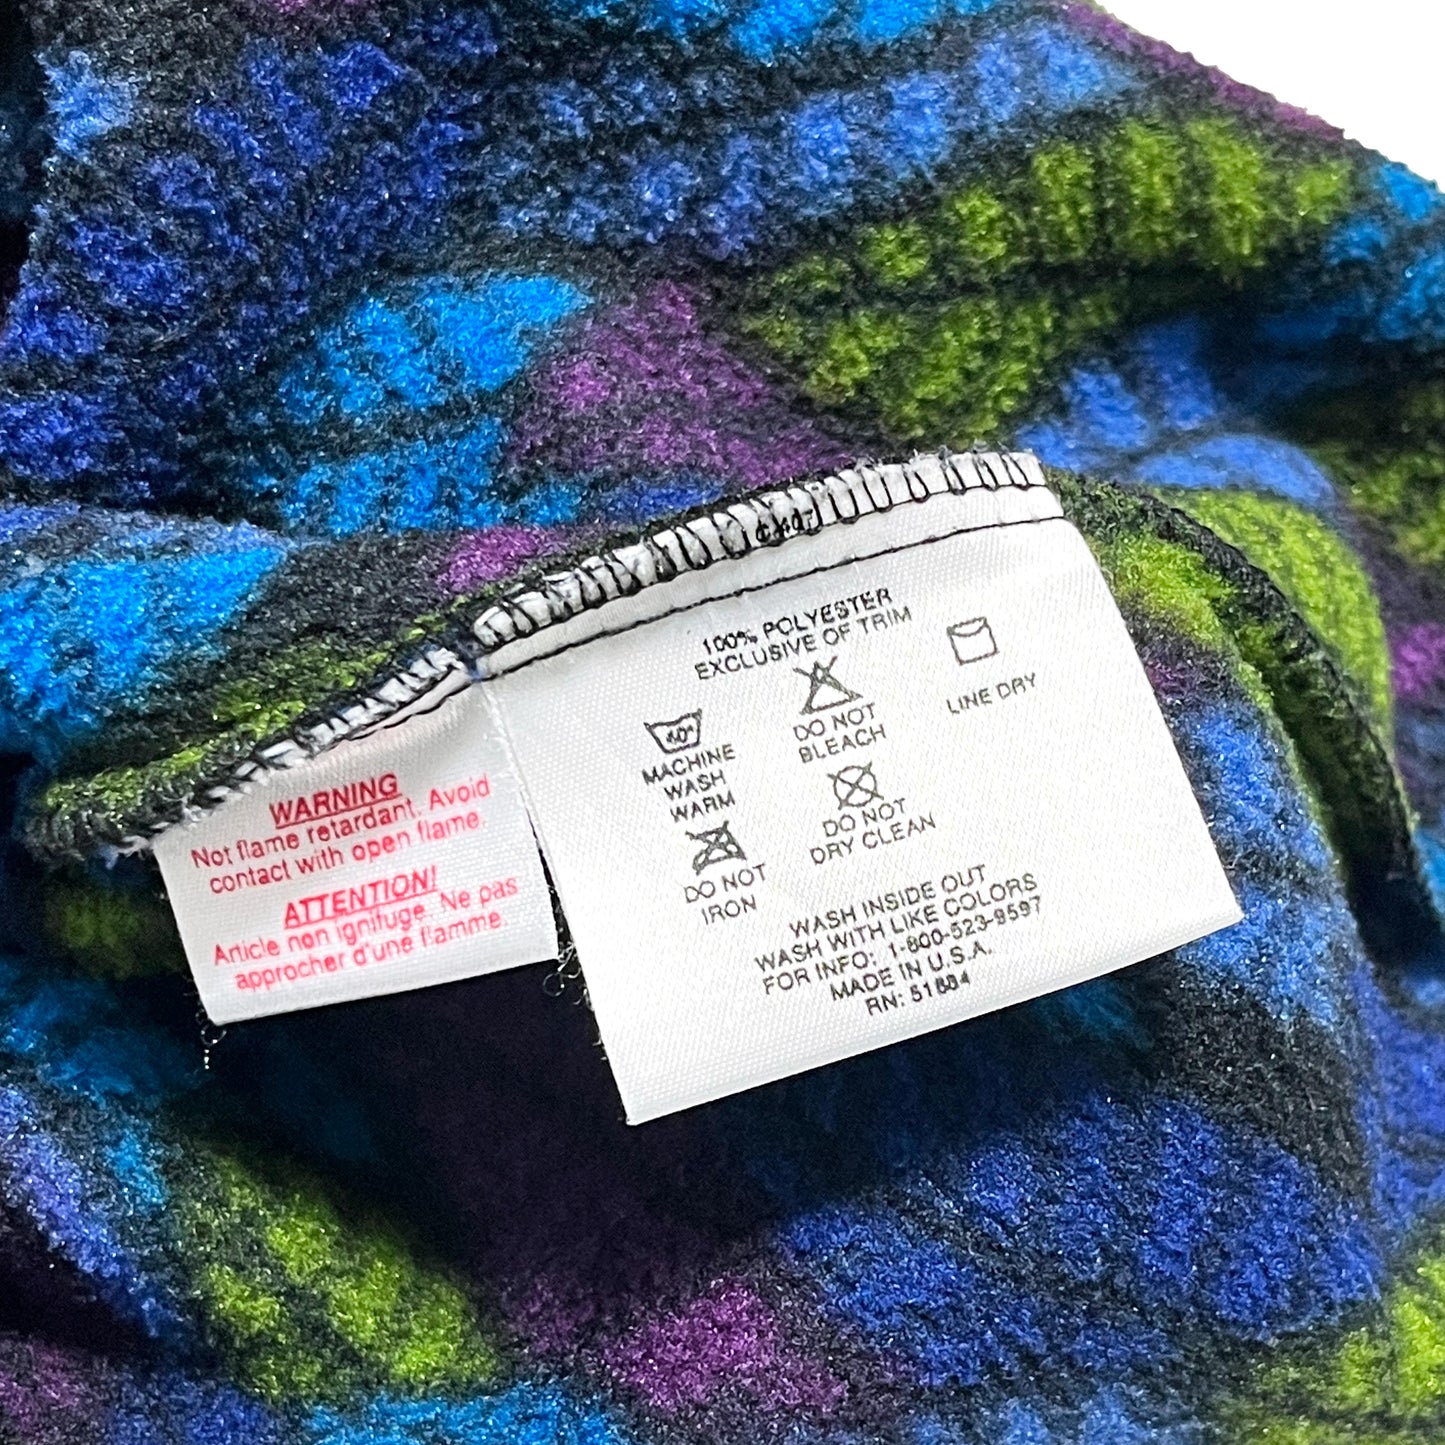 WARNING
Not flame retardant. Avoid
contact with open flame.
ATTENTION!
Article non ignifuge. Ne pas
approcher d'une flamme.
100% POLYESTER
EXCLUSIVE OF TRIM
40°
MACHINE
WASH
WARM
DO NOT
BLEACH
LINE DRY
DO NOT
IRON
DO NOT
DRY CLEAN
WASH INSIDE OUT
WASH WITH LIKE COLORS
FOR INFO: 1-800-523-9597
MADE IN U.S.A.
RN: 51884